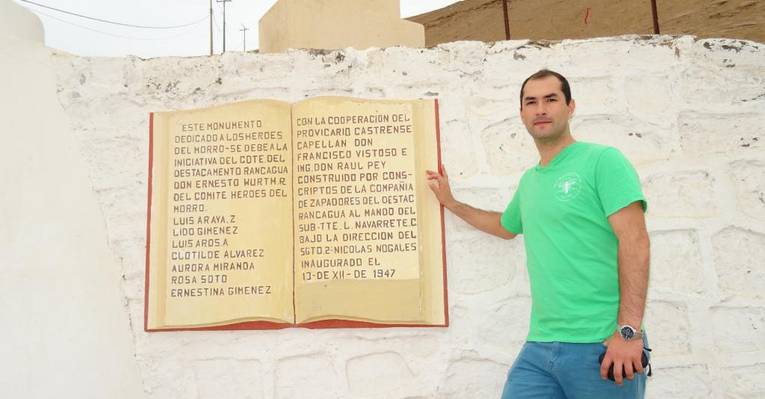 ESTE MONUMENTO
DEDICADO A LOS HEROES
DEL MORRO-SE DEBE A LA
INICIATIVA DEL CDTE DEL
DESTACAMENTO RANCAGUA
DON ERNESTO WURTH.R.
COMITE HEROES DEL
MORRO.
LUIS ARAYA.Z
LIDO GIMENEZ
LUIS AROS.A
CLOTILDE ALVAREZ
AURORA MIRANDA
ROSA SOTO
ERNESTINA GIMENEZ
CON LA COOPERACION DEL
PROVICARIO CASTRENSE
CAPELLAN DON
FRANCISCO VISTOSO E
ING. DON RAUL PEY
CONSTRUIDO POR CONS-
CRIPTOS DE LA COMPAÑIA
DE ZAPADORES DEL DESTAC
RANCAGUA AL MANDO DEL
SUB-TTE. L. NAVARRETE.C
BAJO LA DIRECCION DEL
SGTO.2-NICOLAS NOGALES
INAUGURADO EL
13-DE-XII-DE 1947